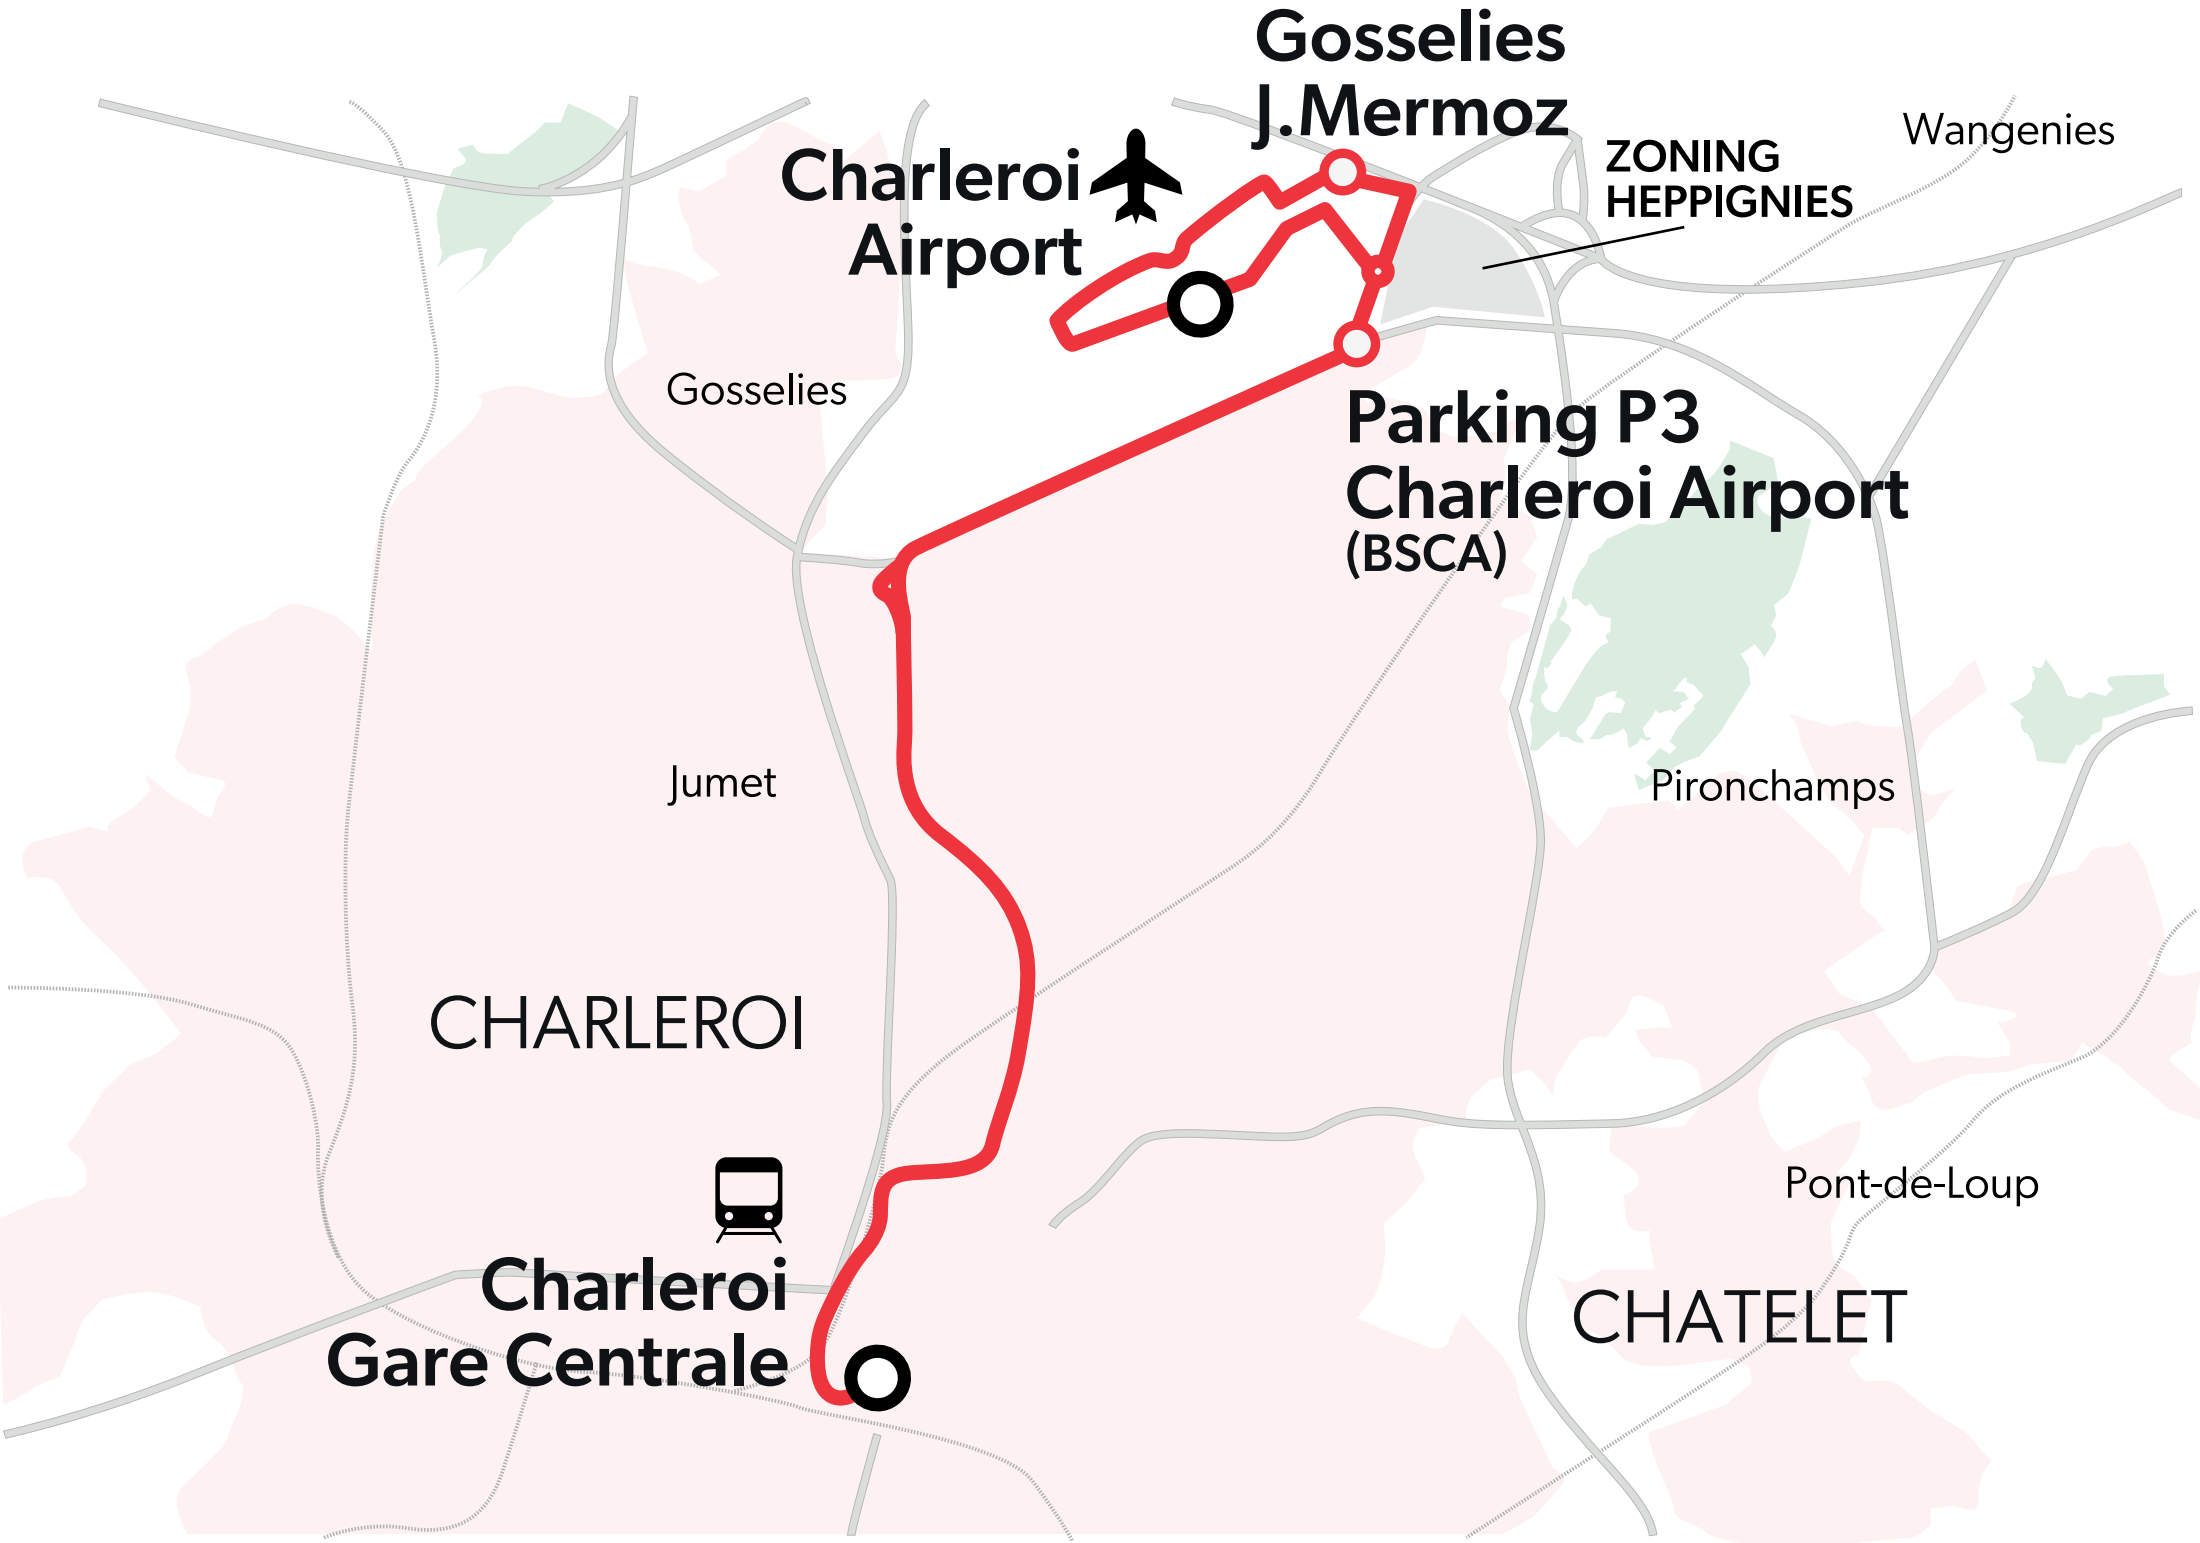 Gosselies
J.Mermoz
Wangenies
ZONING
HEPPIGNIES
Charleroi
Airport
Gosselies
Parking P3
Charleroi Airport
(BSCA)
Jumet
Pironchamps
CHARLEROI
Pont-de-Loup
Charleroi
Gare Centrale
CHATELET